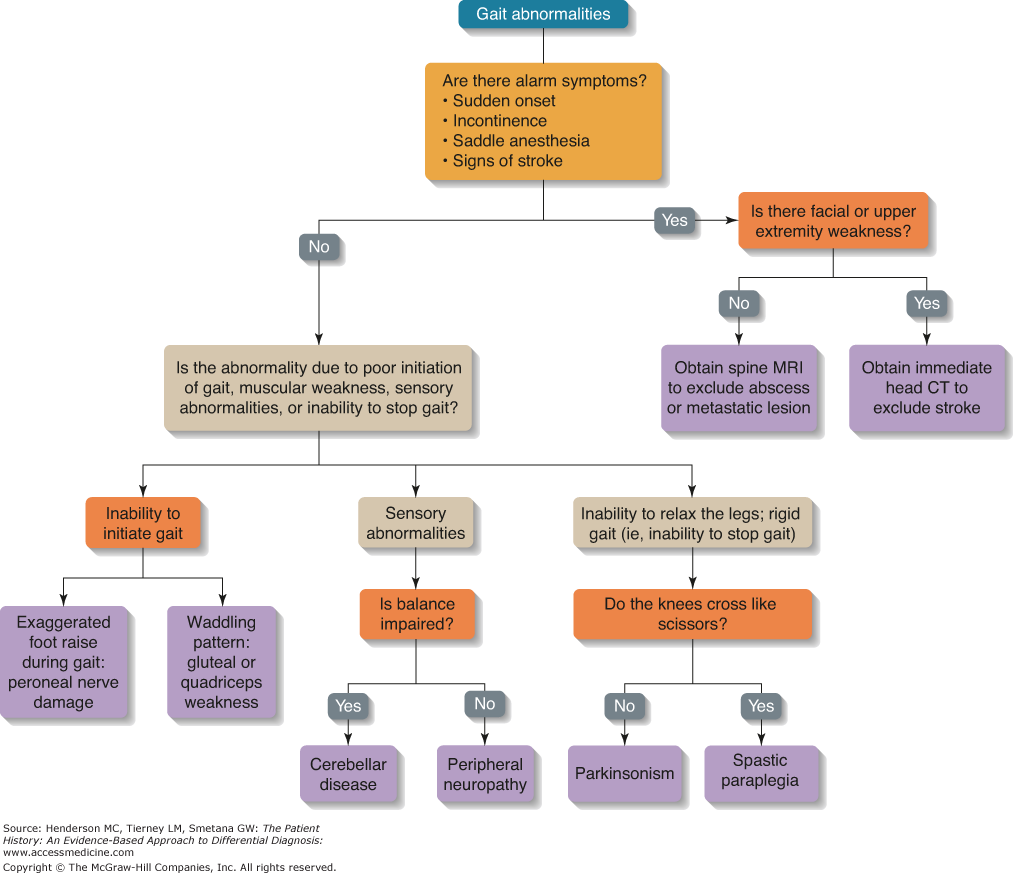 Gait abnormalities
Are there alarm symptoms?
• Sudden onset
• Incontinence
• Saddle anesthesia
• Signs of stroke
Yes
Is there facial or upper
extremity weakness?
No
No
Yes
Obtain spine MRI
to exclude abscess
or metastatic lesion
Obtain immediate
head CT to
exclude stroke
Is the abnormality due to poor initiation
of gait, muscular weakness, sensory
abnormalities, or inability to stop gait?
Inability to
initiate gait
Sensory
abnormalities
Inability to relax the legs; rigid
gait (ie, inability to stop gait)
Exaggerated
foot raise
during gait:
peroneal nerve
damage
Waddling
pattern:
gluteal or
quadriceps
weakness
Is balance
impaired?
Do the knees cross like
scissors?
Yes
No
No
Yes
Cerebellar
disease
Peripheral
neuropathy
Parkinsonism
Spastic
paraplegia
Source: Henderson MC, Tierney LM, Smetana GW: The Patient
History: An Evidence-Based Approach to Differential Diagnosis:
www.accessmedicine.com
Copyright © The McGraw-Hill Companies, Inc. All rights reserved.